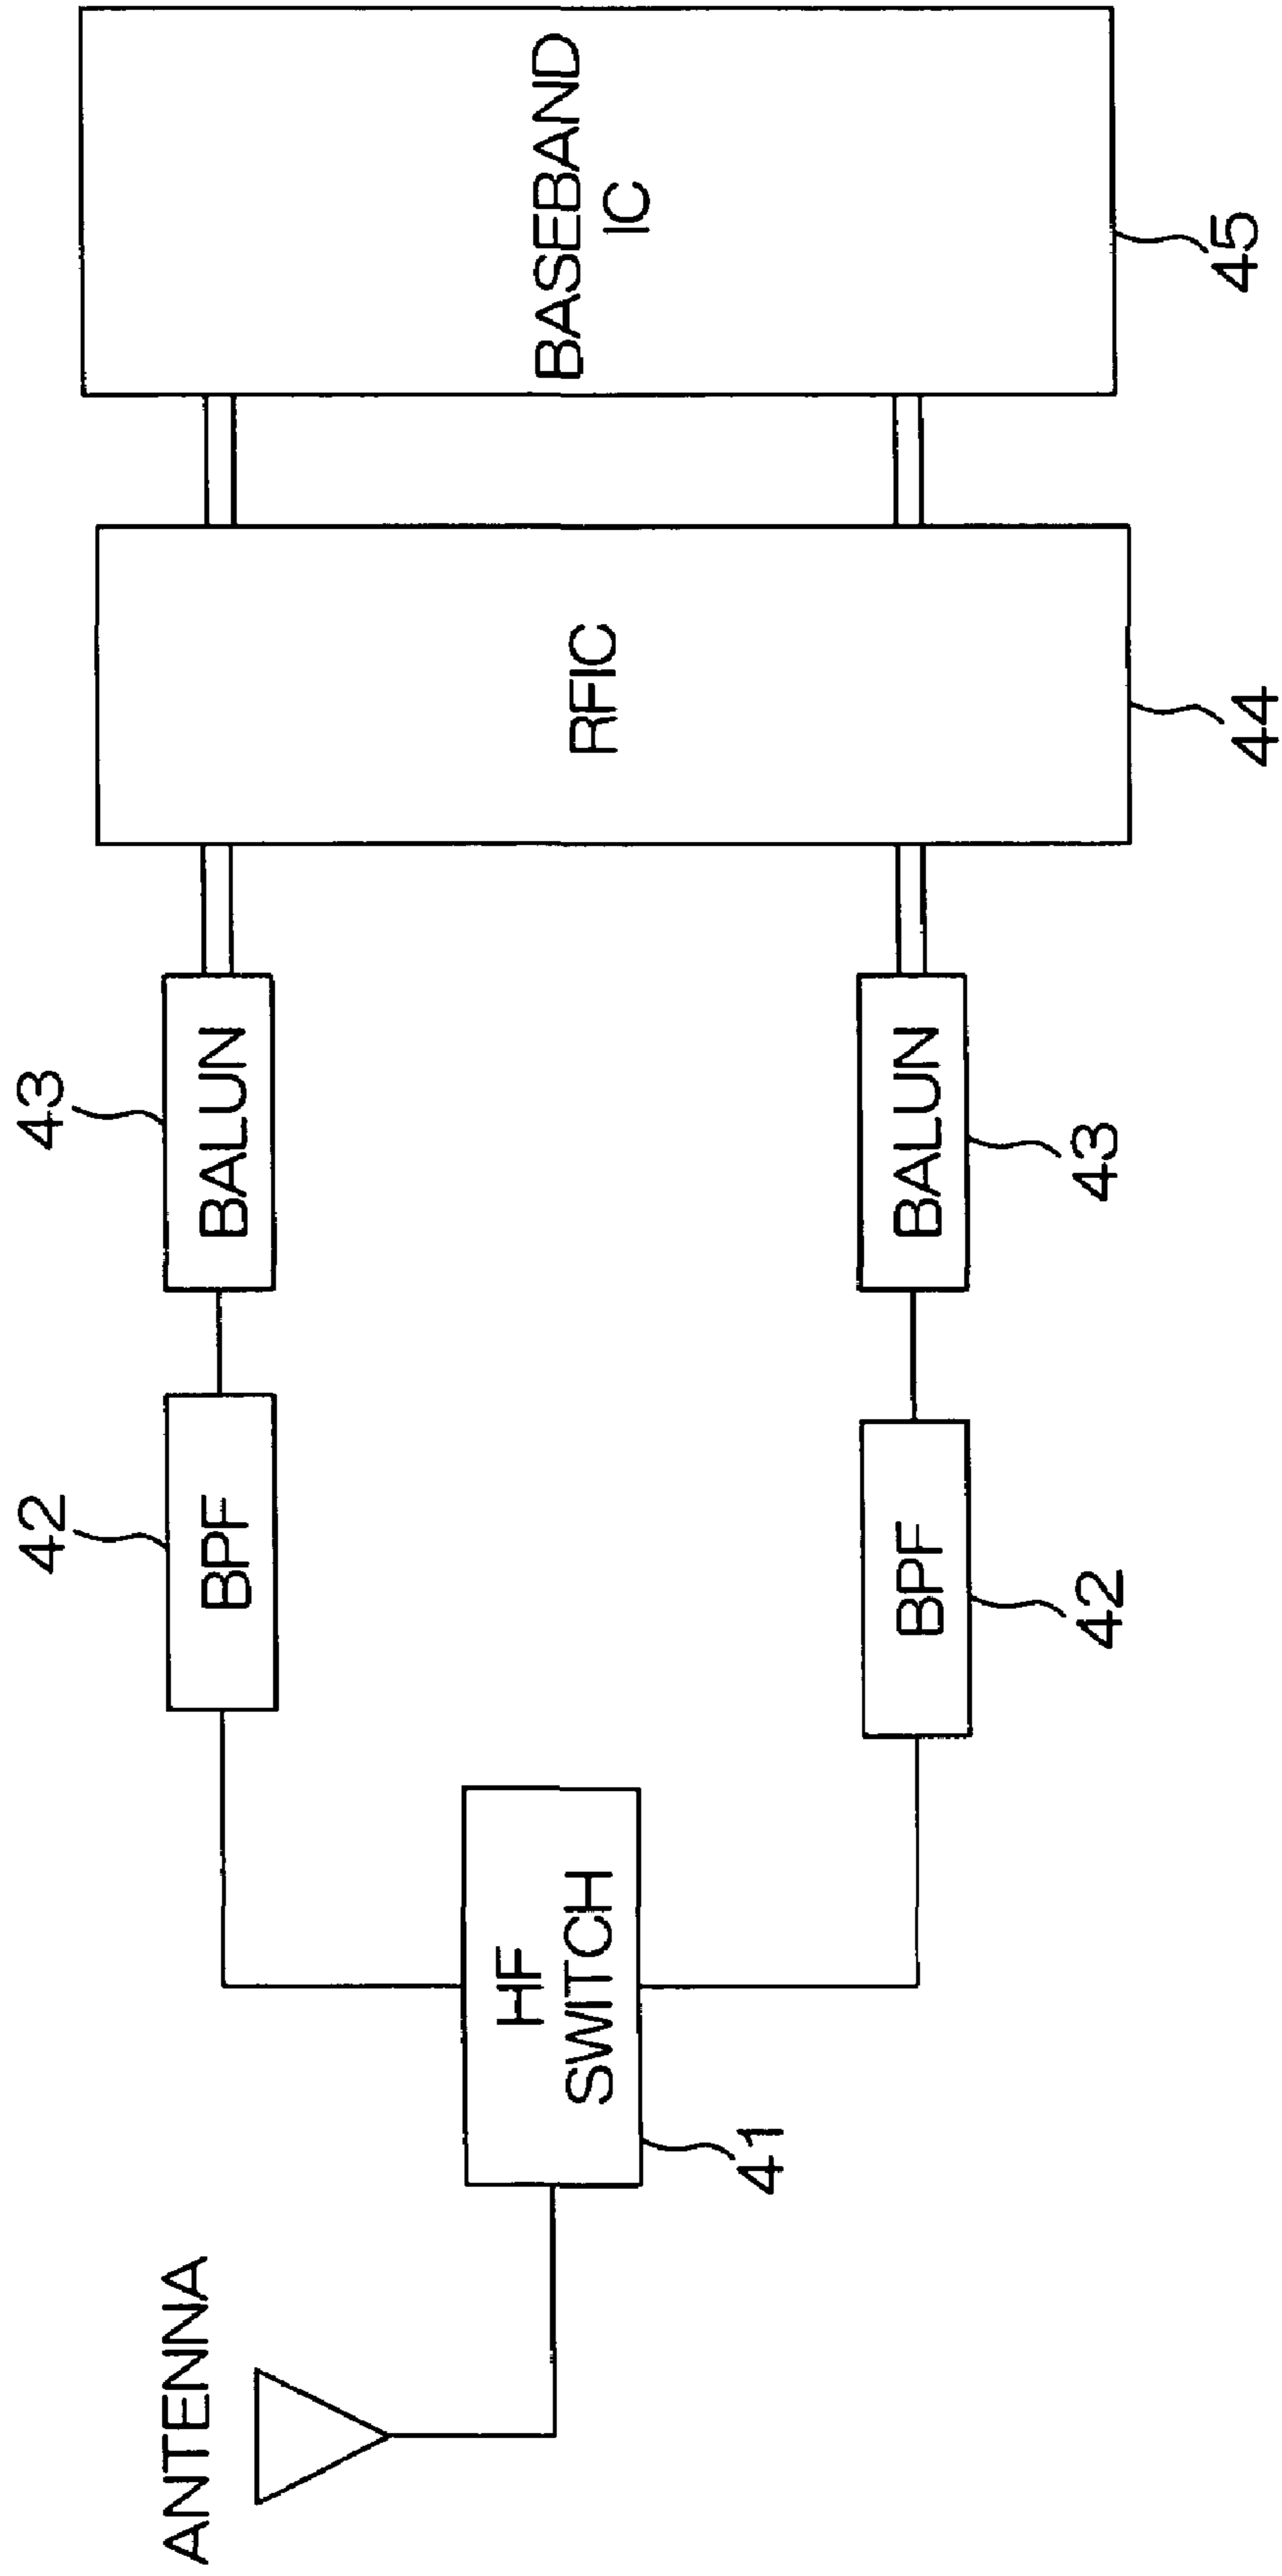 ANTENNA
HF
SWITCH
41
42
BPF
43
BALUN
BPF
42
BALUN
43
RFIC
44
BASEBAND
IC
45